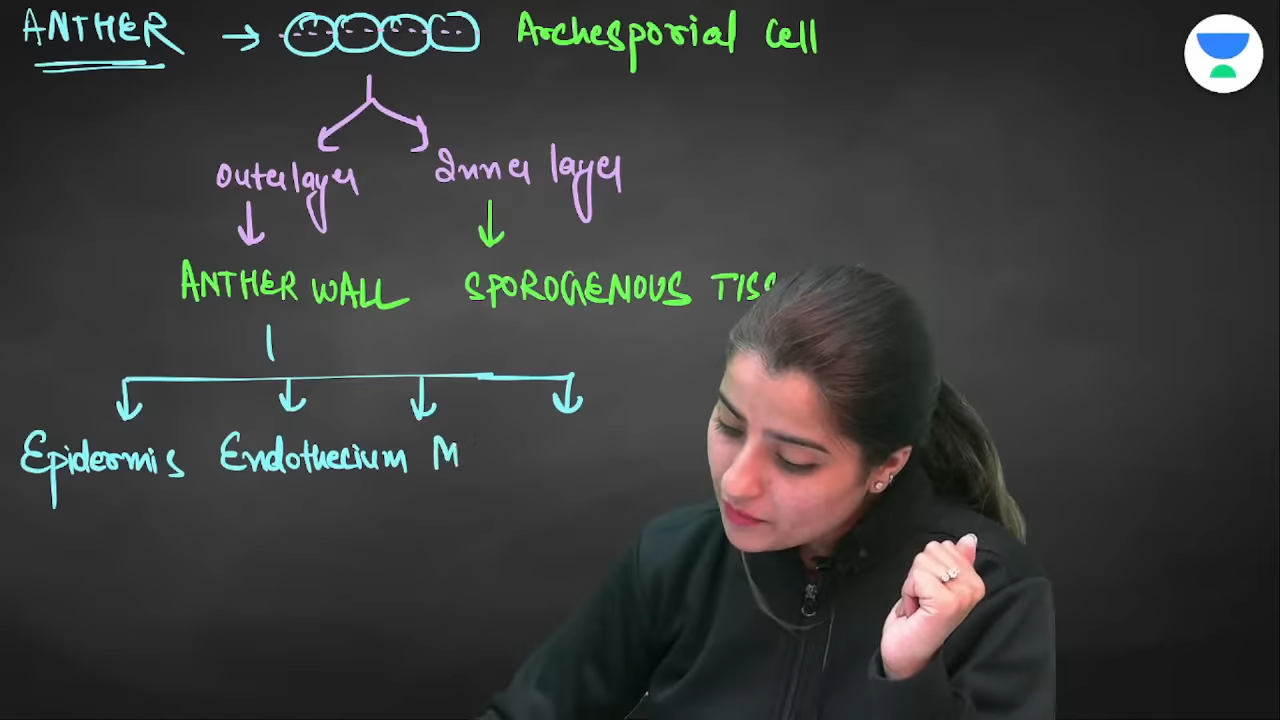 ANTHER → Archesporial Cell
Outer layer Inner layer
ANTHER WALL SPOROGENOUS TISS
Epidermis Endothecium M